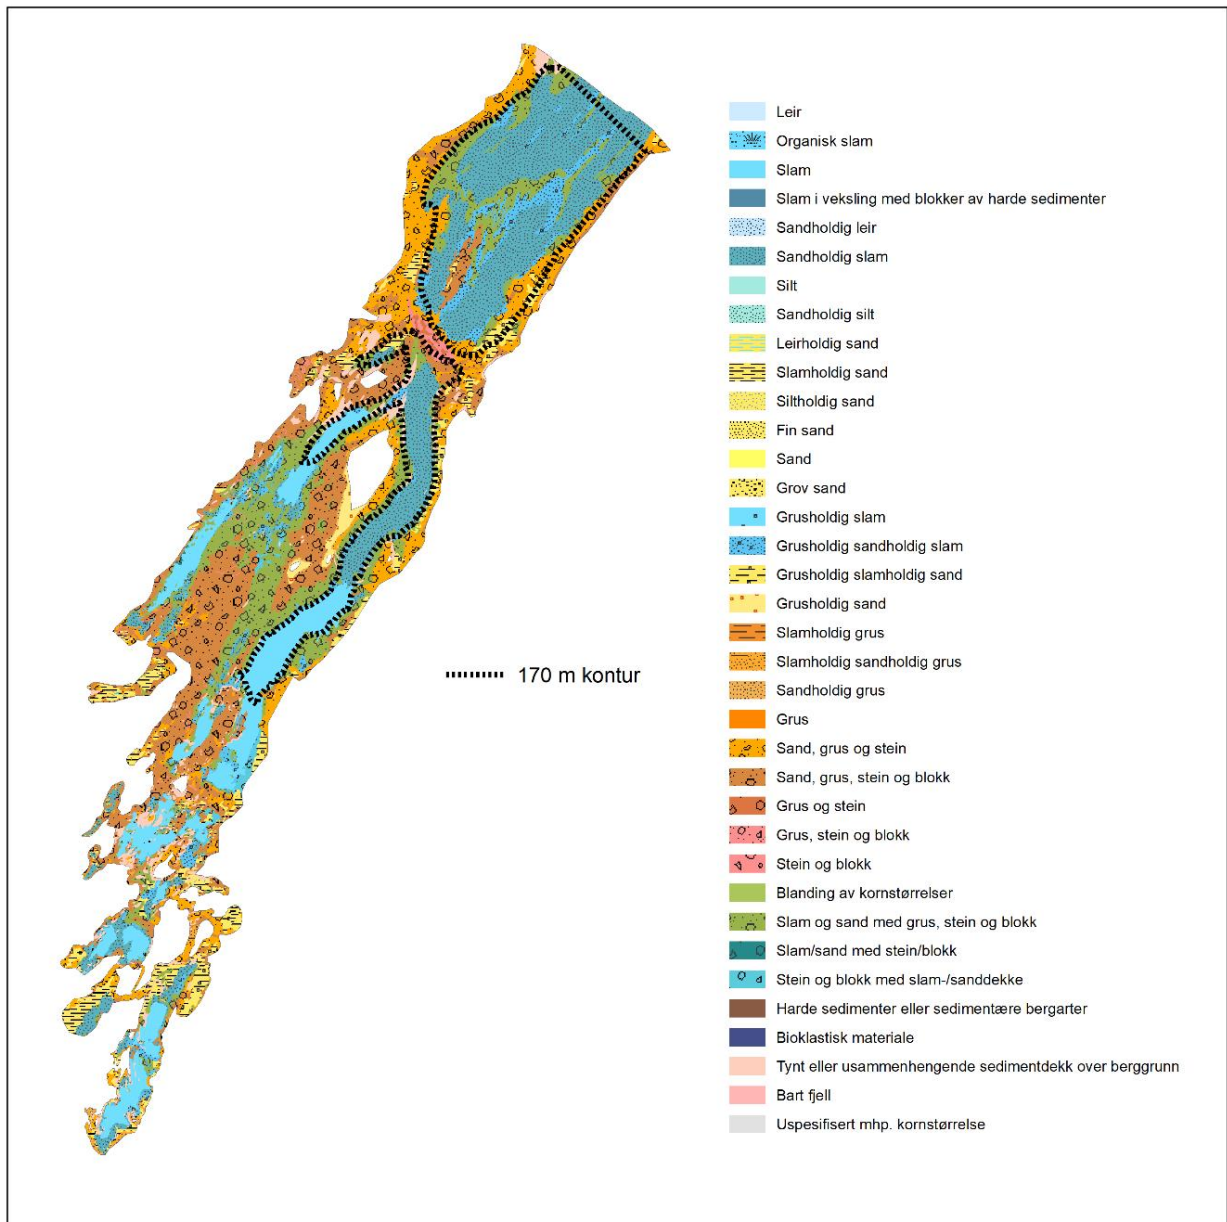 Leir
Organisk slam
Slam
Slam i veksling med blokker av harde sedimenter
Sandholdig leir
Sandholdig slam
Silt
Sandholdig silt
Leirholdig sand
Slamholdig sand
Siltholdig sand
Fin sand
Sand
Grov sand
Grusholdig slam
Grusholdig sandholdig slam
Grusholdig slamholdig sand
Grusholdig sand
Slamholdig grus
Slamholdig sandholdig grus
Sandholdig grus
Grus
Sand, grus og stein
Sand, grus, stein og blokk
Grus og stein
Grus, stein og blokk
Stein og blokk
Blanding av kornstørrelser
Slam og sand med grus, stein og blokk
Slam/sand med stein/blokk
Stein og blokk med slam-/sanddekke
Harde sedimenter eller sedimentære bergarter
Bioklastisk materiale
Tynt eller usammenhengende sedimentdekk over berggrunn
Bart fjell
Uspesifisert mhp. kornstørrelse
170 m kontur